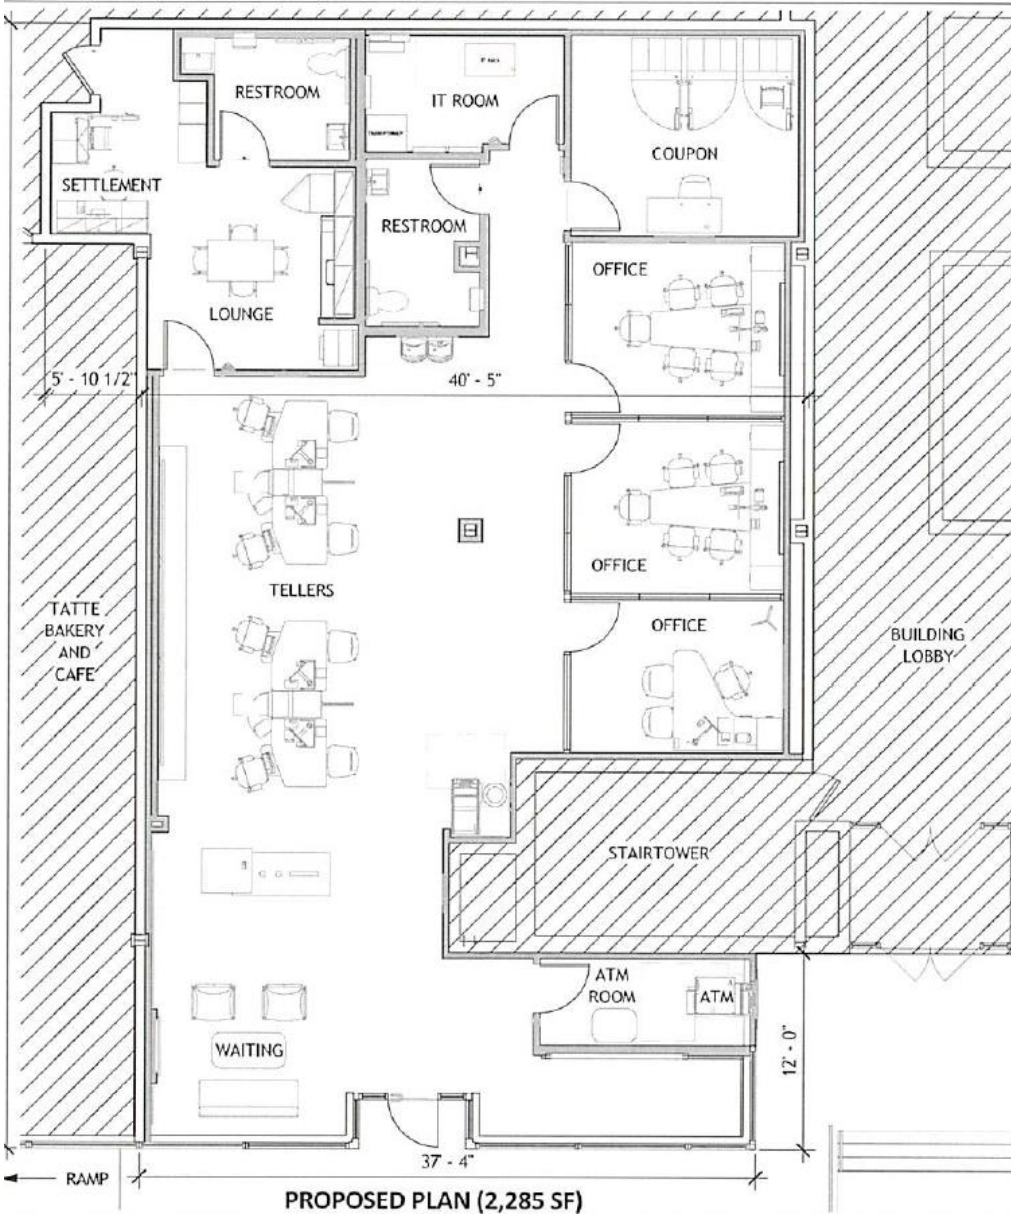 RESTROOM
IT ROOM
COUPON
SETTLEMENT
RESTROOM
OFFICE
LOUNGE
5' - 10 1/2"
40' - 5"
TELLERS
OFFICE
TATTE
BAKERY
AND
CAFE
OFFICE
BUILDING
LOBBY
STAIRTOWER
ATM
ROOM
ATM
WAITING
12' - 0"
37' - 4"
RAMP
PROPOSED PLAN (2,285 SF)